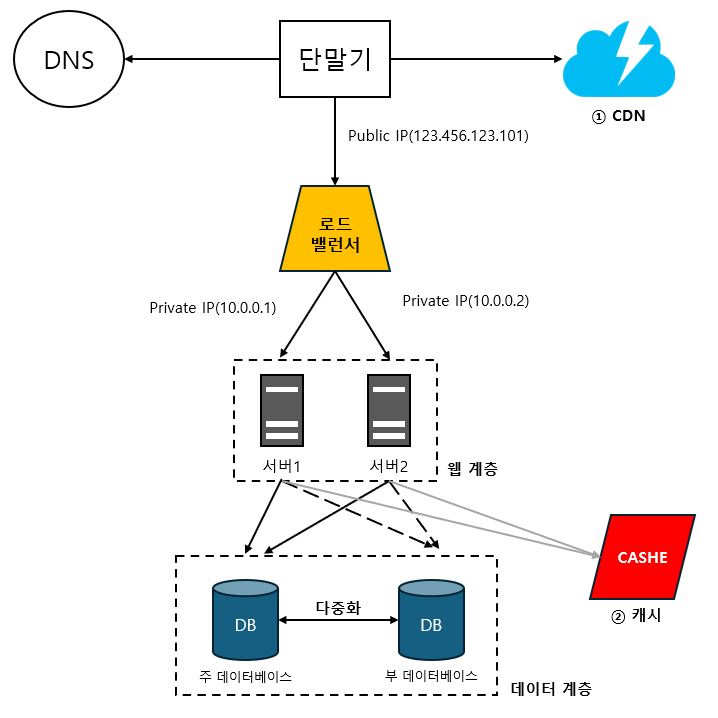 DNS
단말기
① CDN
Public IP(123.456.123.101)
로드
밸런서
Private IP(10.0.0.1)
Private IP(10.0.0.2)
서버1
서버2
웹 계층
CASHE
② 캐시
다중화
DB
DB
주 데이터베이스
부 데이터베이스
데이터 계층